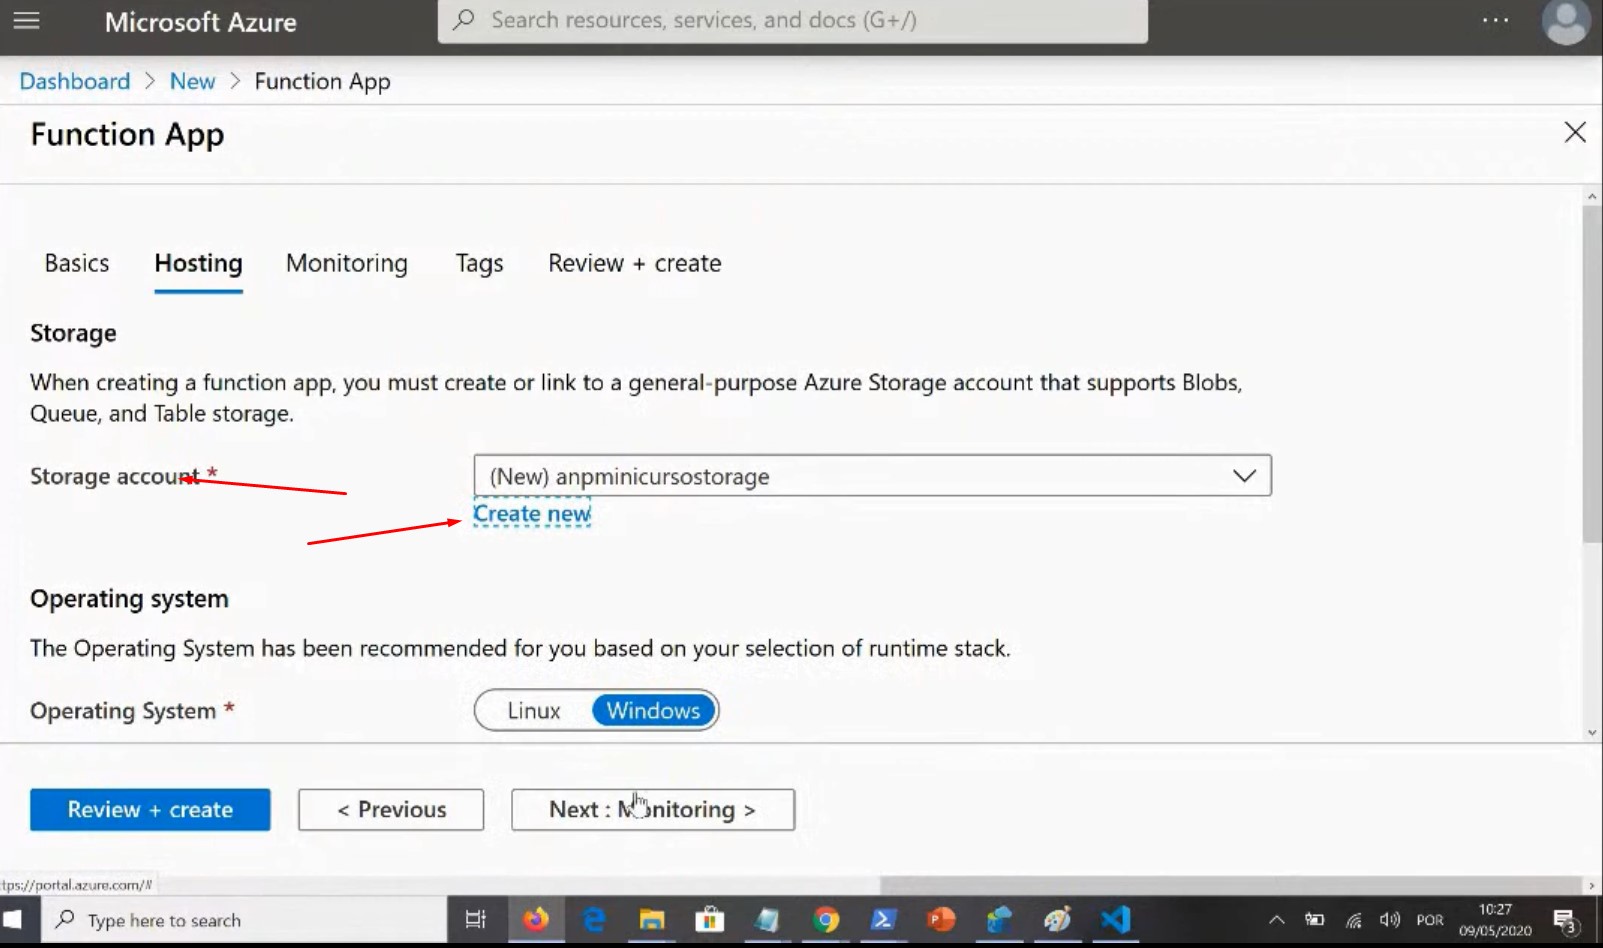 Microsoft Azure
Search resources, services, and docs (G+/)
Dashboard > New > Function App
Function App
Basics
Hosting
Monitoring
Tags
Review + create
Storage
When creating a function app, you must create or link to a general-purpose Azure Storage account that supports Blobs,
Queue, and Table storage.
Storage account *
(New) anpminicursostorage
Create new
Operating system
The Operating System has been recommended for you based on your selection of runtime stack.
Operating System *
Linux
Windows
Review + create
< Previous
Next : Monitoring >
tps://portal.azure.com/#
Type here to search
POR
10:27
09/05/2020
3